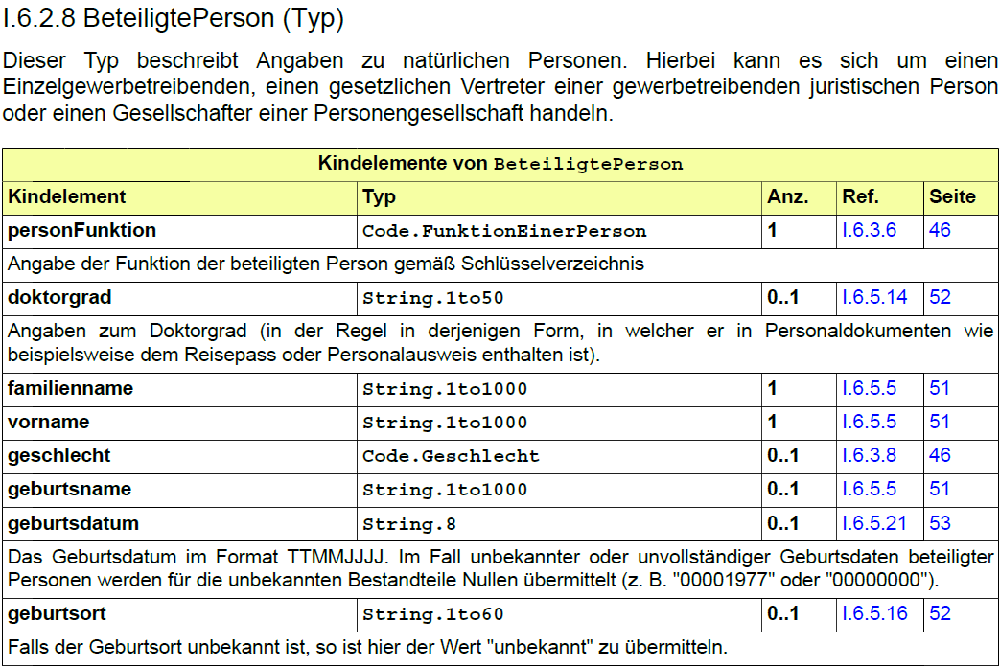 I.6.2.8 BeteiligtePerson (Typ)
Dieser Typ beschreibt Angaben zu natürlichen Personen. Hierbei kann es sich um einen
Einzelgewerbetreibenden, einen gesetzlichen Vertreter einer gewerbetreibenden juristischen Person
oder einen Gesellschafter einer Personengesellschaft handeln.
Kindelemente von BeteiligtePerson
Kindelement Typ Anz. Ref. Seite
personFunktion Code.FunktionEinerPerson 1 I.6.3.6 46
Angabe der Funktion der beteiligten Person gemäß Schlüsselverzeichnis
doktorgrad String.1to50 0..1 I.6.5.14 52
Angaben zum Doktorgrad (in der Regel in derjenigen Form, in welcher er in Personaldokumenten wie
beispielsweise dem Reisepass oder Personalausweis enthalten ist).
familienname String.1to1000 1 I.6.5.5 51
vorname String.1to1000 1 I.6.5.5 51
geschlecht Code.Geschlecht 0..1 I.6.3.8 46
geburtsname String.1to1000 0..1 I.6.5.5 51
geburtsdatum String.8 0..1 I.6.5.21 53
Das Geburtsdatum im Format TTMMJJJJ. Im Fall unbekannter oder unvollständiger Geburtsdaten beteiligter
Personen werden für die unbekannten Bestandteile Nullen übermittelt (z. B. "00001977" oder "00000000").
geburtsort String.1to60 0..1 I.6.5.16 52
Falls der Geburtsort unbekannt ist, so ist hier der Wert "unbekannt" zu übermitteln.